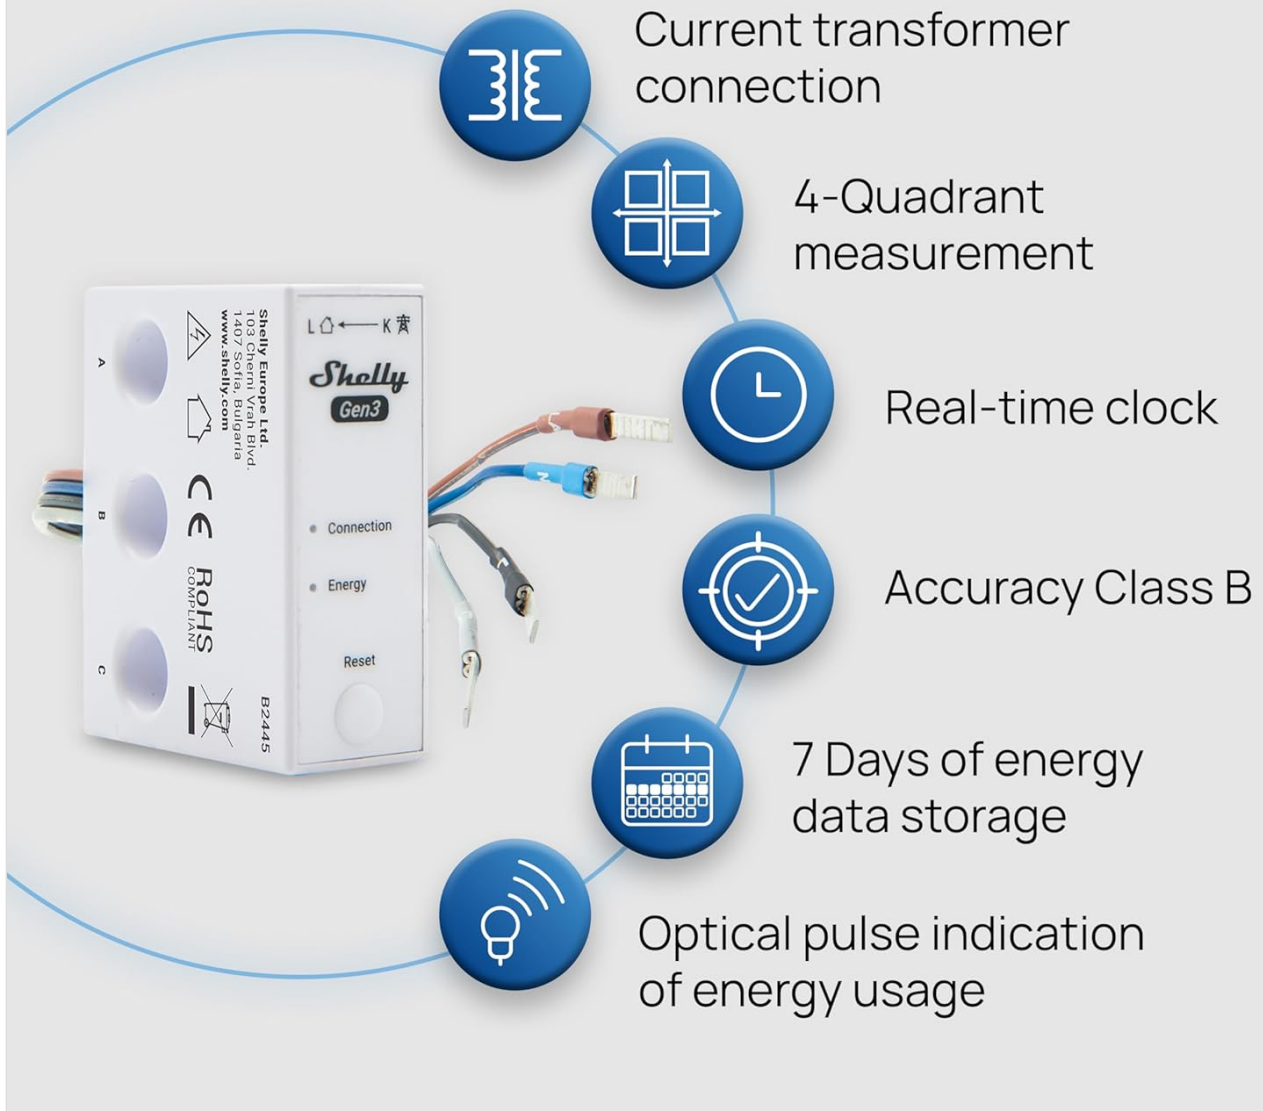 Current transformer
connection
4-Quadrant
measurement
Real-time clock
Accuracy Class B
7 Days of energy
data storage
Optical pulse indication
of energy usage
L K
Shelly
Gen3
Connection
Energy
Reset
A
B
C
Shelly Europe Ltd.
103 Cherni Vrah Blvd.
1407 Sofia, Bulgaria
www.shelly.com
CE
RoHS
COMPLIANT
B2445
N